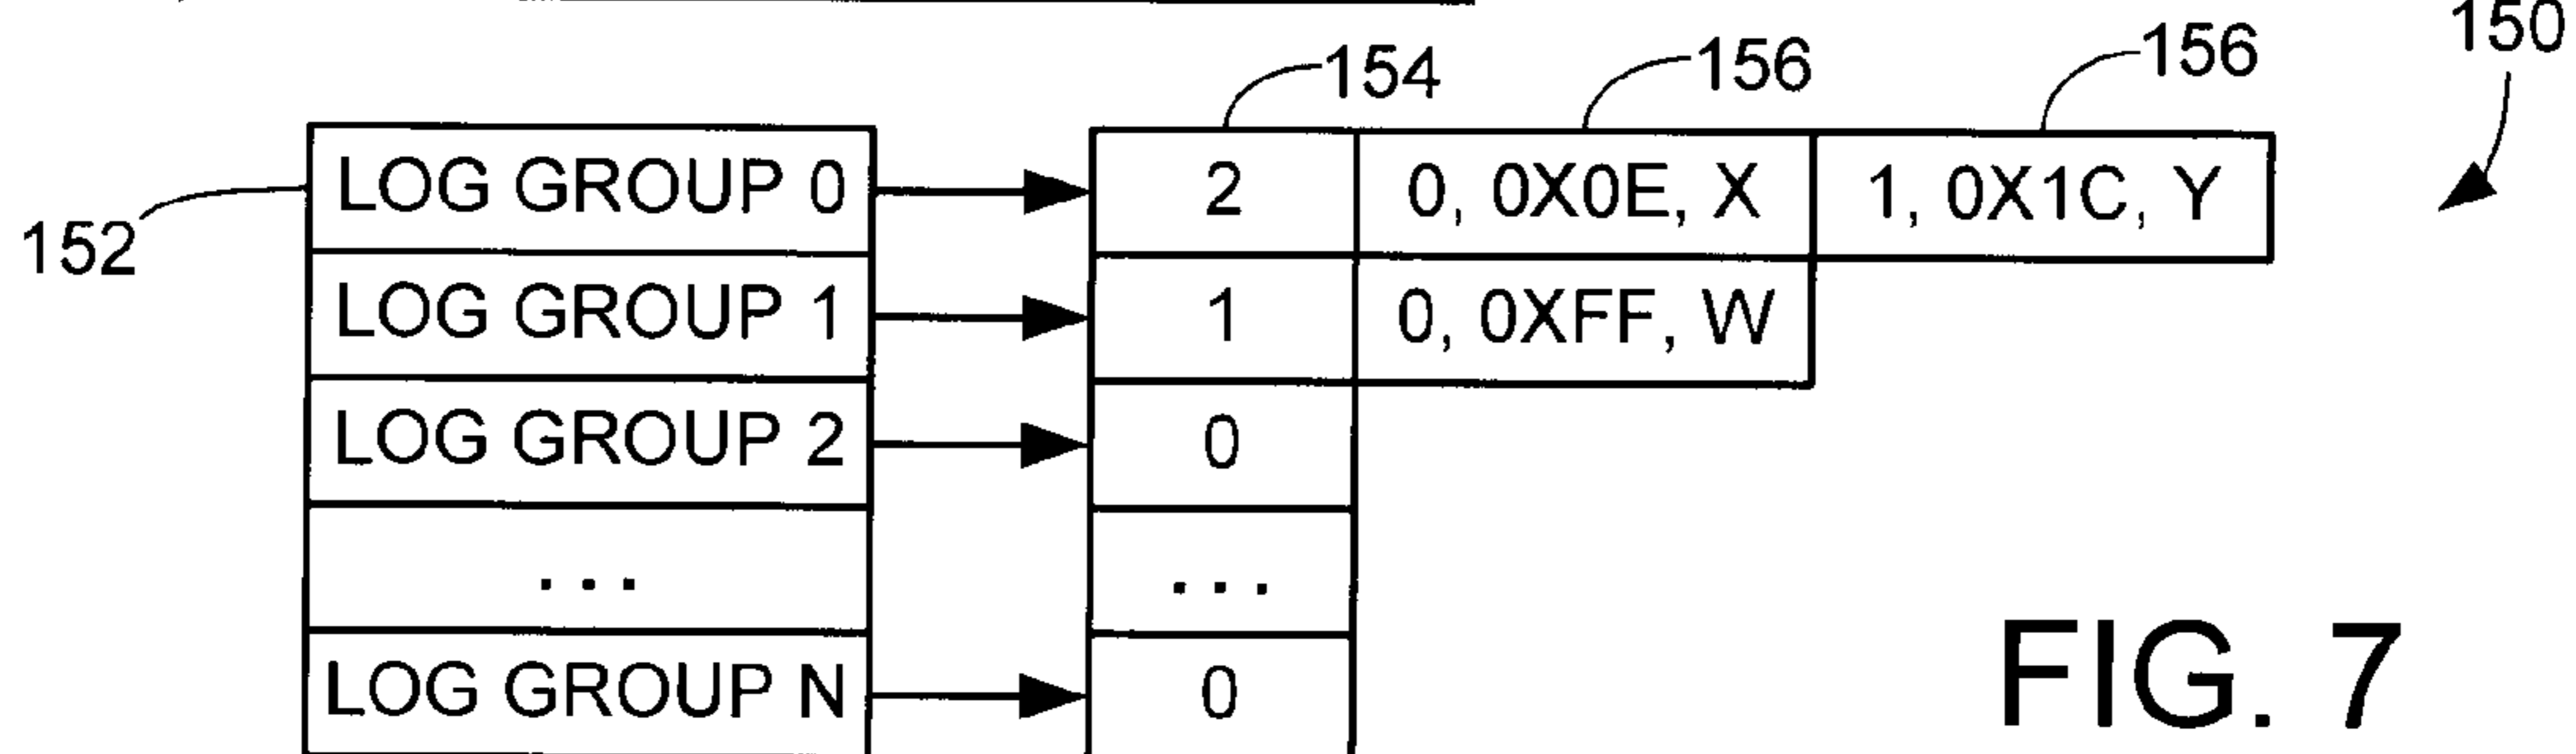 150
154 156 156
LOG GROUP 0 2 0, 0X0E, X 1, 0X1C, Y
152
LOG GROUP 1 1 0, 0XFF, W
LOG GROUP 2 0
... ...
LOG GROUP N 0
FIG. 7